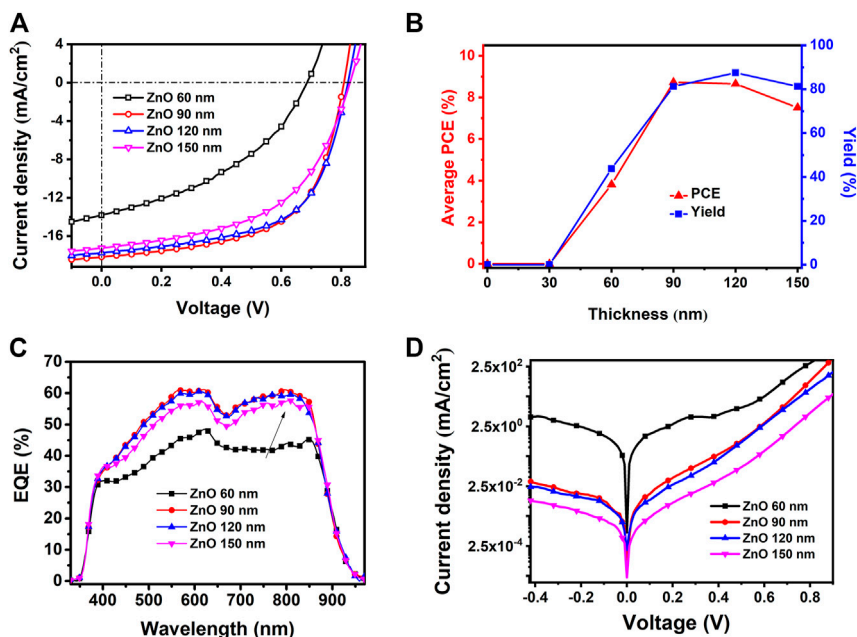 A
Current density (mA/cm²)
4
0
-4
-8
-12
-16
ZnO 60 nm
ZnO 90 nm
ZnO 120 nm
ZnO 150 nm
0.0 0.2 0.4 0.6 0.8
Voltage (V)
B
Average PCE (%)
10
8
6
4
2
0
PCE
Yield
100
80
60
40
20
0
Yield (%)
0 30 60 90 120 150
Thickness (nm)
C
EQE (%)
70
60
50
40
30
20
10
0
ZnO 60 nm
ZnO 90 nm
ZnO 120 nm
ZnO 150 nm
400 500 600 700 800 900
Wavelength (nm)
D
Current density (mA/cm²)
2.5x10²
2.5x10⁰
2.5x10⁻²
2.5x10⁻⁴
ZnO 60 nm
ZnO 90 nm
ZnO 120 nm
ZnO 150 nm
-0.4 -0.2 0.0 0.2 0.4 0.6 0.8
Voltage (V)